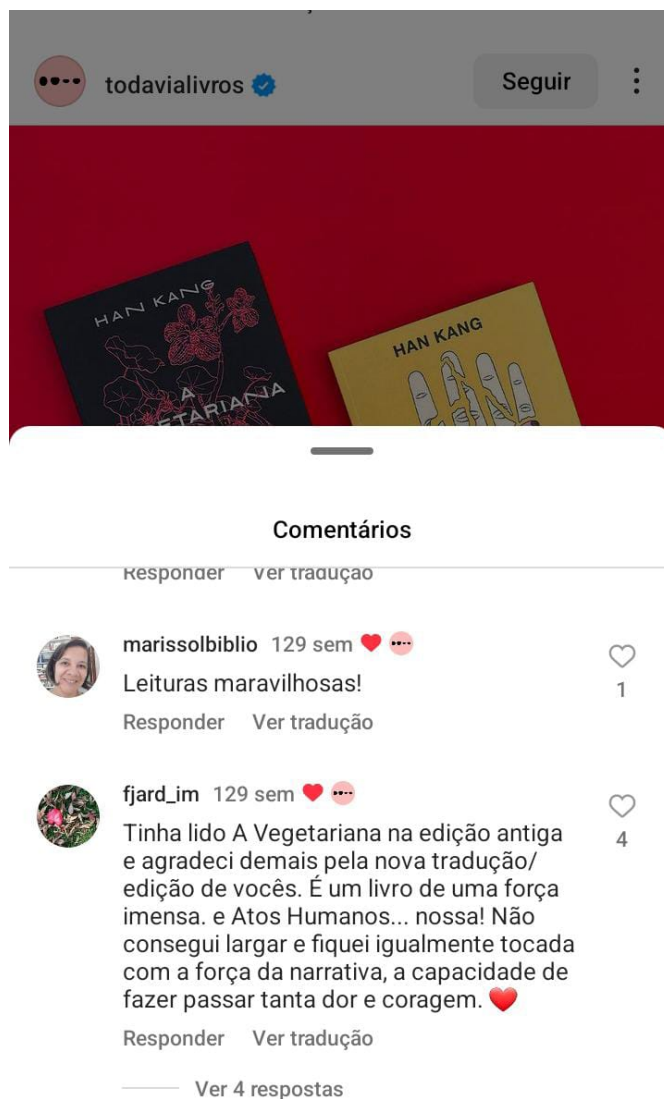 todavialivros
Seguir
HAN KANG
A
HAN KANG
Comentários
Responder Ver tradução
marissolbiblio 129 sem
Leituras maravilhosas!
1
Responder Ver tradução
fjard_im 129 sem
Tinha lido A Vegetariana na edição antiga
4
e agradeci demais pela nova tradução/
edição de vocês. É um livro de uma força
imensa. e Atos Humanos... nossa! Não
consegui largar e fiquei igualmente tocada
com a força da narrativa, a capacidade de
fazer passar tanta dor e coragem.
Responder Ver tradução
Ver 4 respostas